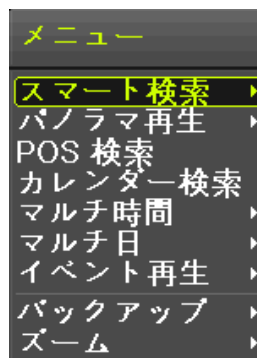 メニュー
スマート検索
パノラマ再生
POS 検索
カレンダー検索
マルチ時間
マルチ日
イベント再生
バックアップ
ズーム